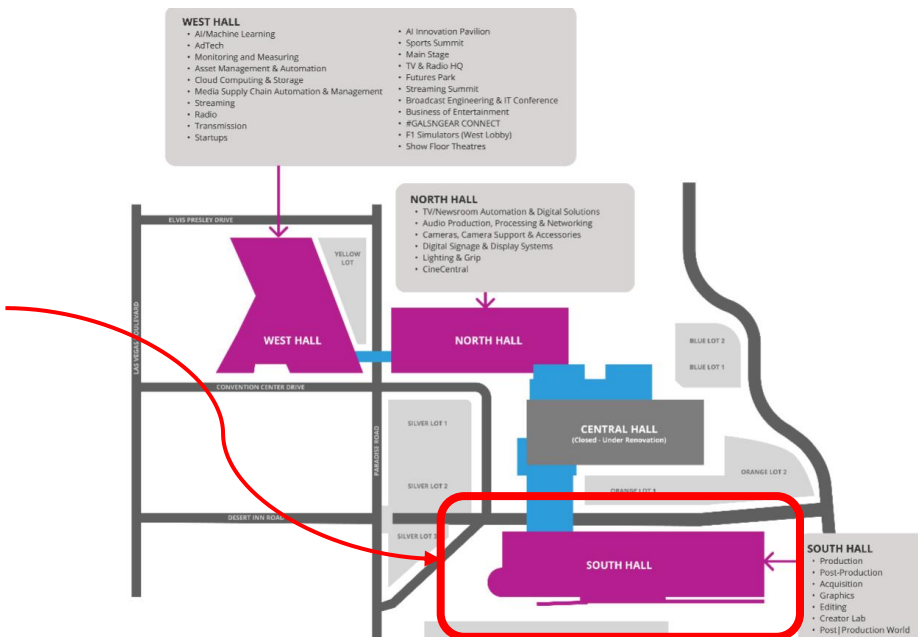 WEST HALL
• AI/Machine Learning
• AdTech
• Monitoring and Measuring
• Asset Management & Automation
• Cloud Computing & Storage
• Media Supply Chain Automation & Management
• Streaming
• Radio
• Transmission
• Startups
• AI Innovation Pavilion
• Sports Summit
• Main Stage
• TV & Radio HQ
• Futures Park
• Streaming Summit
• Broadcast Engineering & IT Conference
• Business of Entertainment
• #GALSNGEAR CONNECT
• F1 Simulators (West Lobby)
• Show Floor Theatres
NORTH HALL
• TV/Newsroom Automation & Digital Solutions
• Audio Production, Processing & Networking
• Cameras, Camera Support & Accessories
• Digital Signage & Display Systems
• Lighting & Grip
• CineCentral
ELVIS PRESLEY DRIVE
YELLOW
LOT
LAS VEGAS BOULEVARD
WEST HALL
NORTH HALL
BLUE LOT 2
BLUE LOT 1
CONVENTION CENTER DRIVE
PARADISE ROAD
SILVER LOT 1
CENTRAL HALL
(Closed - Under Renovation)
SILVER LOT 2
ORANGE LOT 2
ORANGE LOT 1
DESERT INN ROAD
SILVER LOT 3
SOUTH HALL
SOUTH HALL
• Production
• Post-Production
• Acquisition
• Graphics
• Editing
• Creator Lab
• Post|Production World